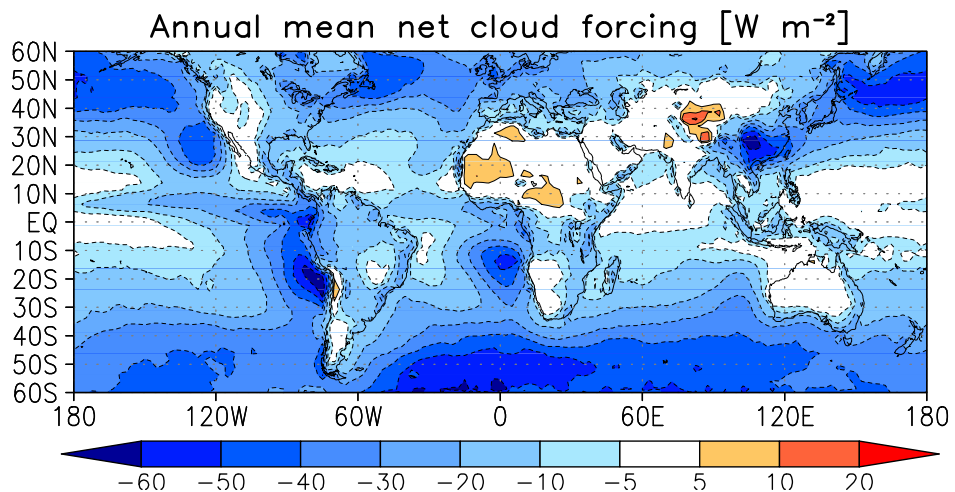 Annual mean net cloud forcing [W m⁻²]
60N
50N
40N
30N
20N
10N
EQ
10S
20S
30S
40S
50S
60S
180 120W 60W 0 60E 120E 180
−60 −50 −40 −30 −20 −10 −5 5 10 20